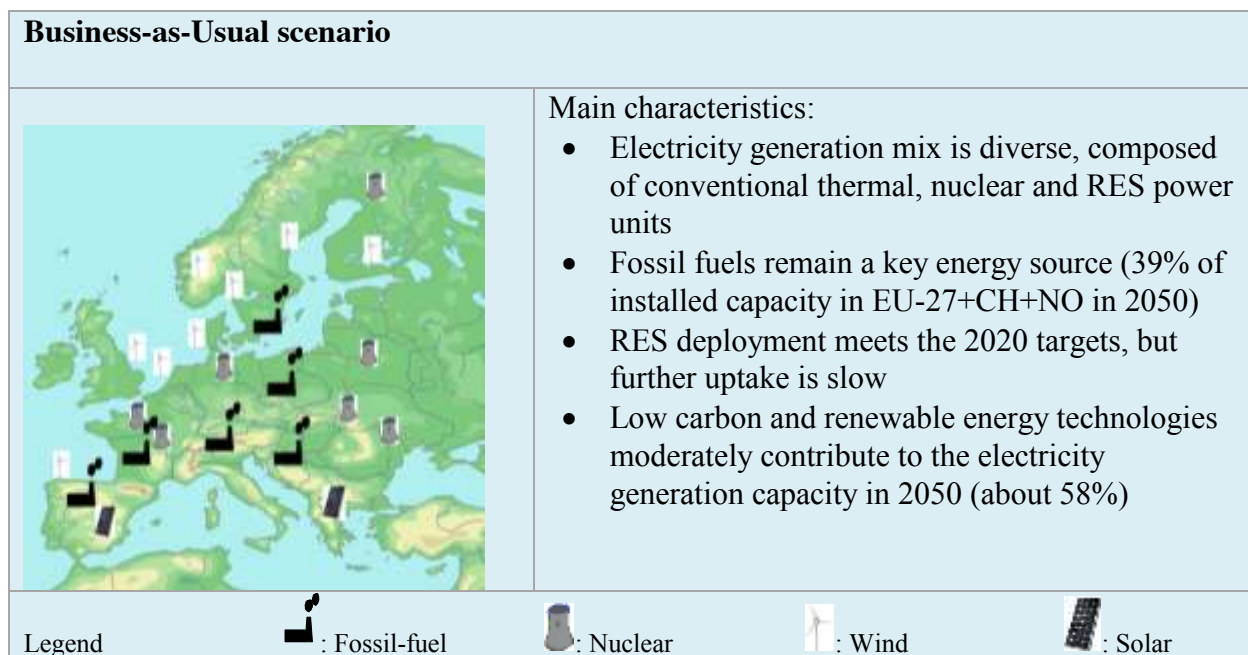 Business-as-Usual scenario
Main characteristics:
• Electricity generation mix is diverse, composed
of conventional thermal, nuclear and RES power
units
• Fossil fuels remain a key energy source (39% of
installed capacity in EU-27+CH+NO in 2050)
• RES deployment meets the 2020 targets, but
further uptake is slow
• Low carbon and renewable energy technologies
moderately contribute to the electricity
generation capacity in 2050 (about 58%)
Legend : Fossil-fuel : Nuclear : Wind : Solar